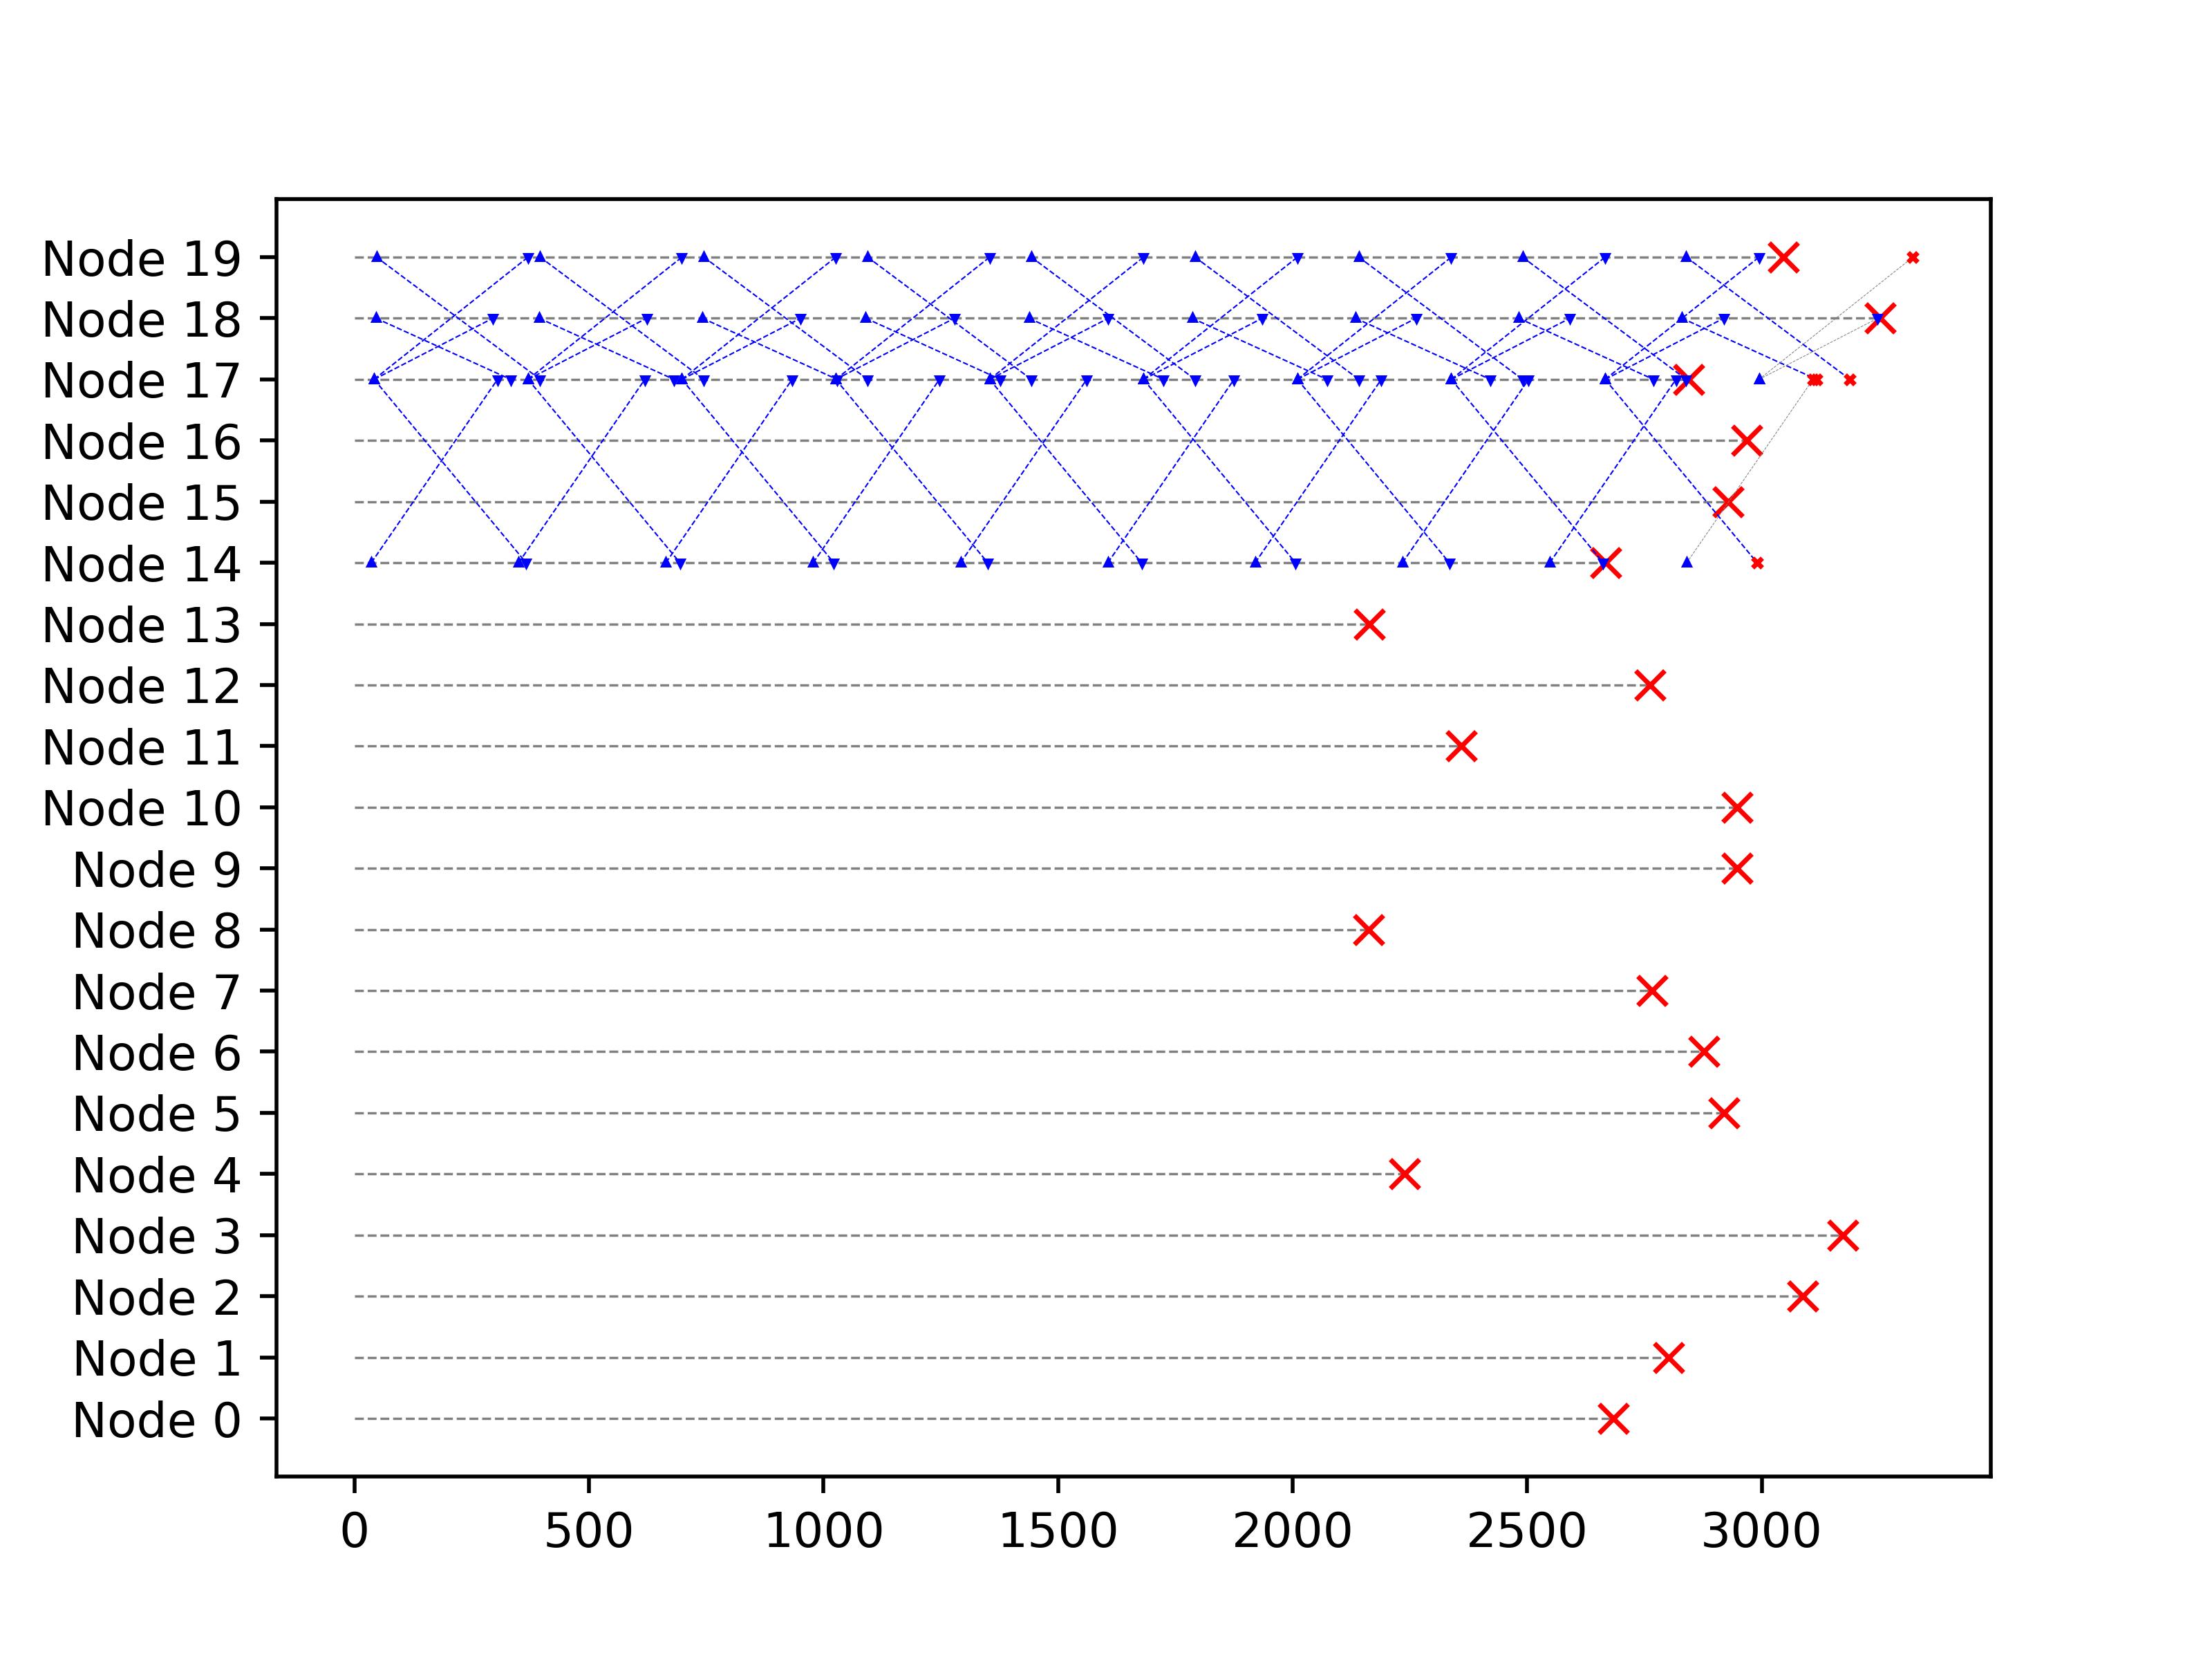 Node 19
Node 18
Node 17
Node 16
Node 15
Node 14
Node 13
Node 12
Node 11
Node 10
Node 9
Node 8
Node 7
Node 6
Node 5
Node 4
Node 3
Node 2
Node 1
Node 0
0 500 1000 1500 2000 2500 3000